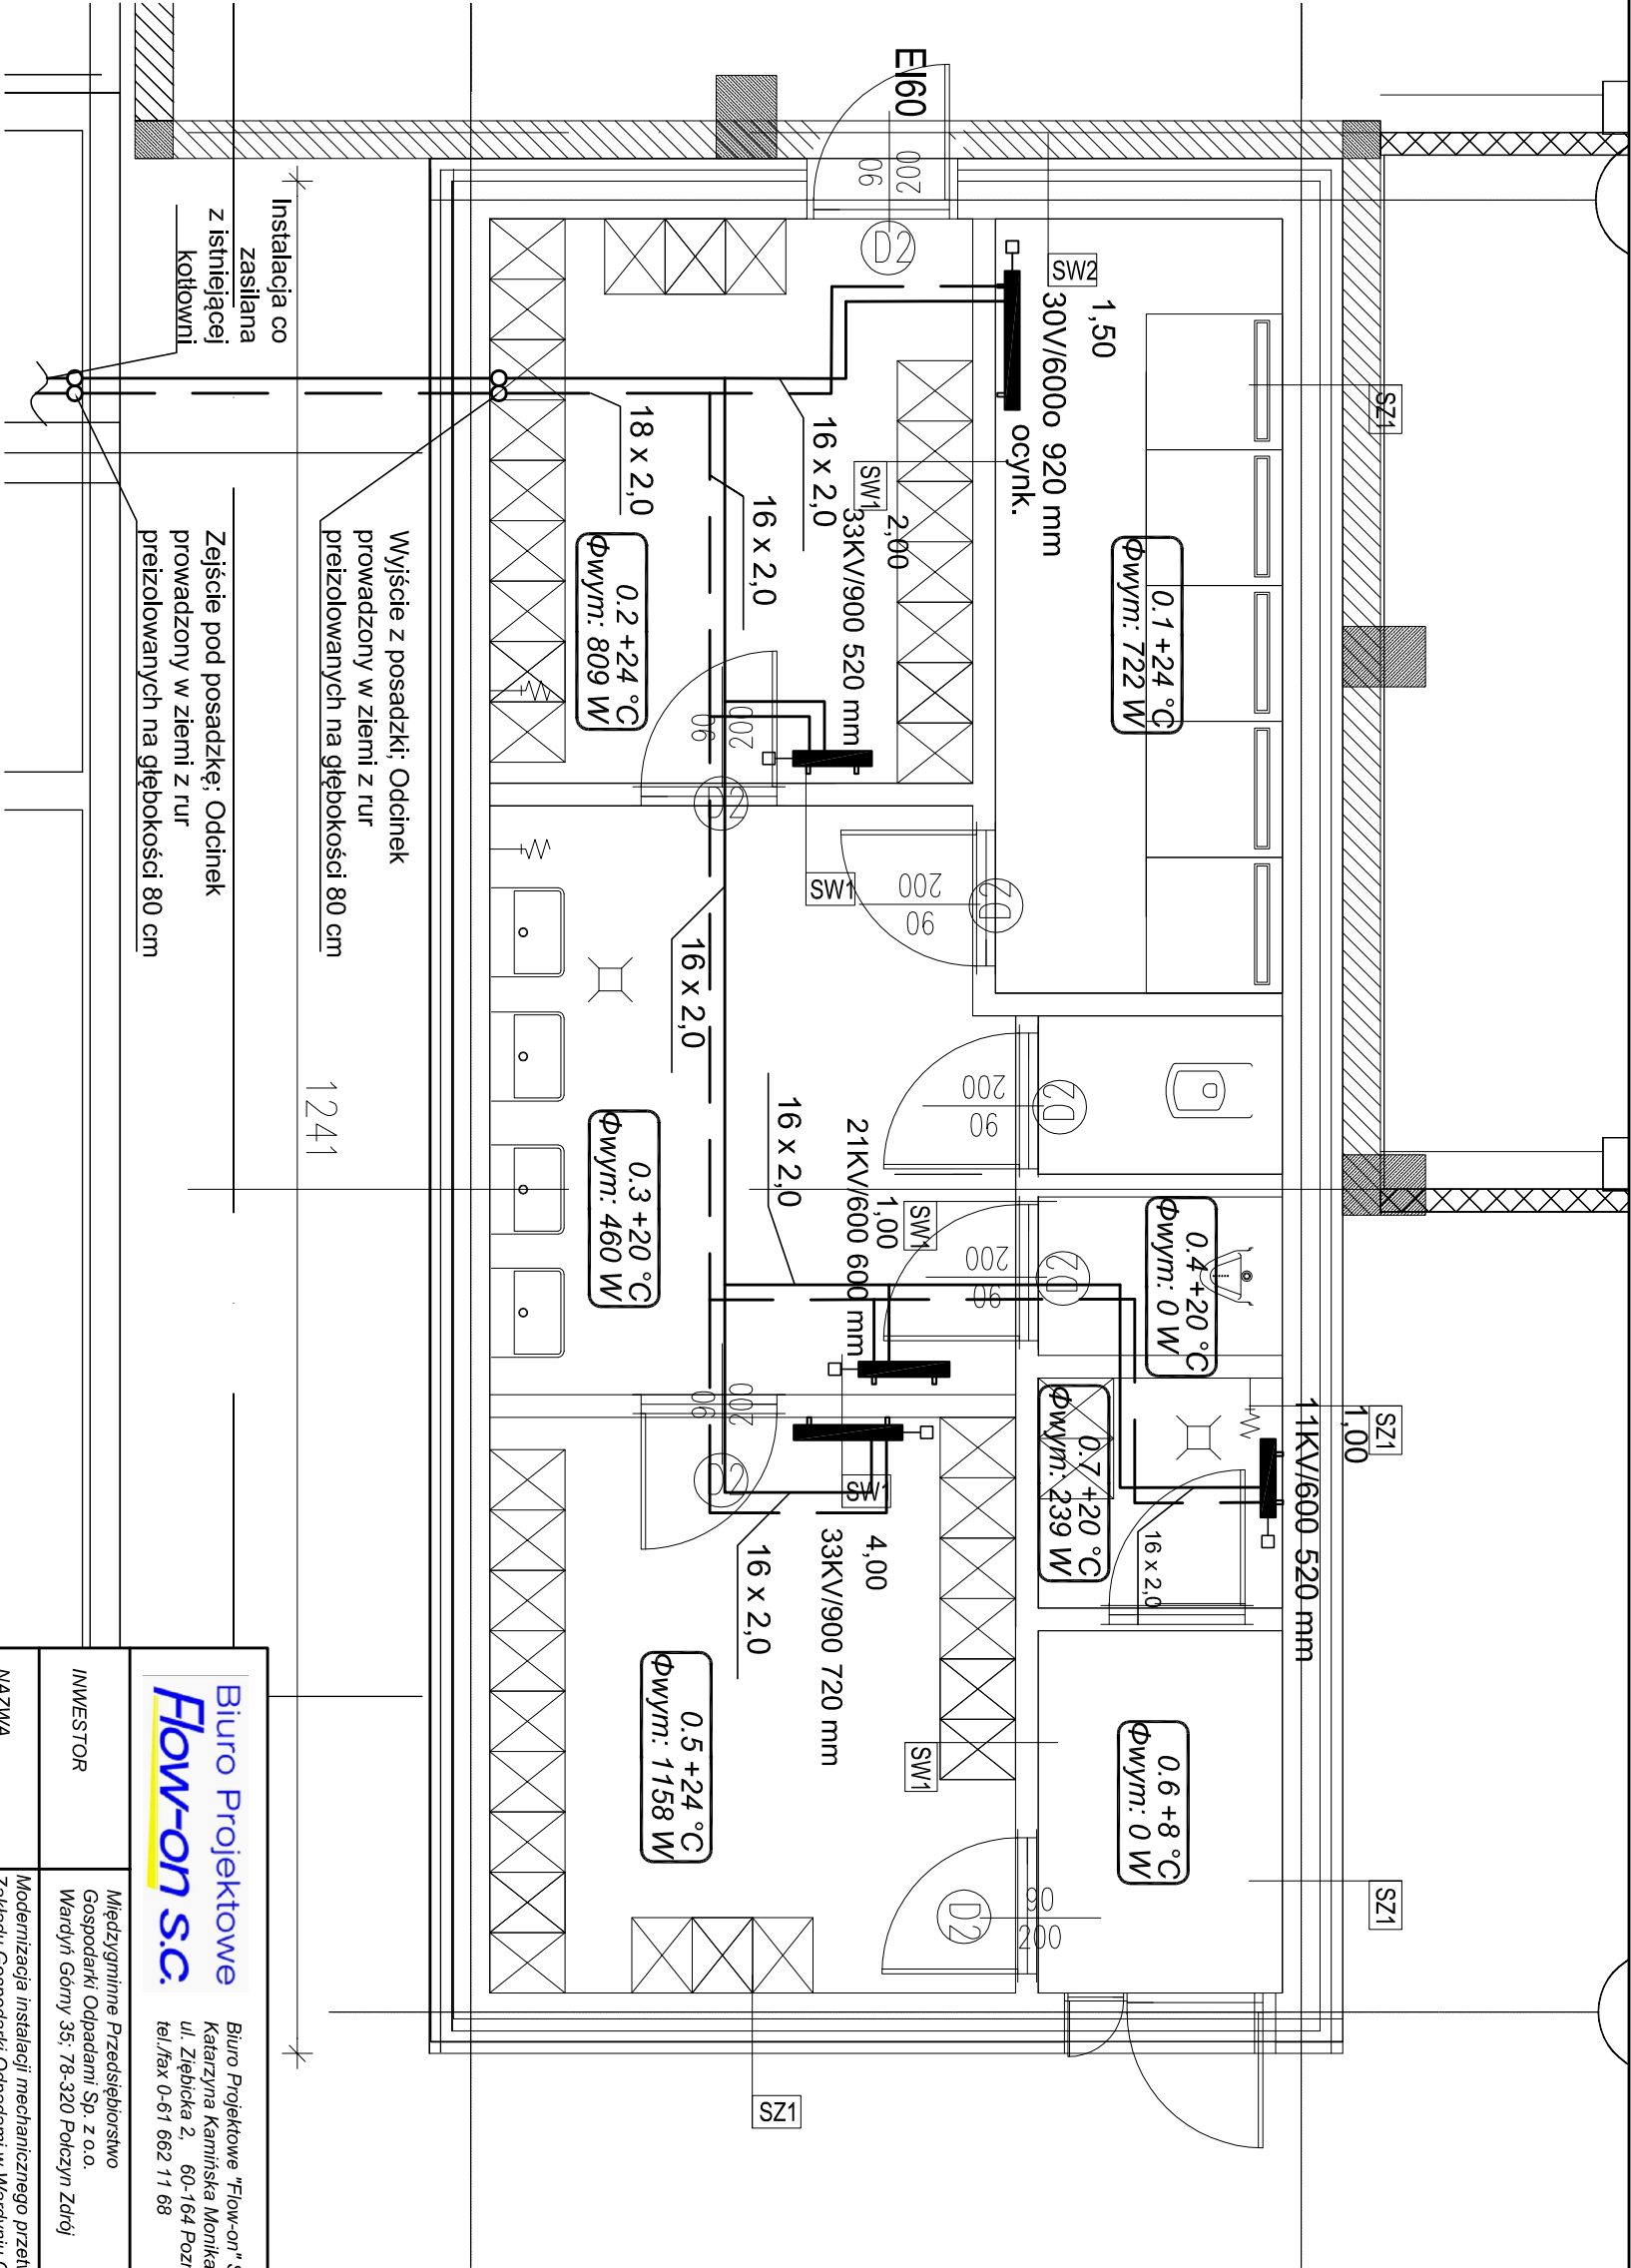 EI60
200
90
D2
SW2
1,50
30V/600o 920 mm
ocynk.
SZ1
0.1 +24 °C
Φwym: 722 W
16 x 2,0
SW1
2,00
33KV/900 520 mm
16 x 2,0
18 x 2,0
0.2 +24 °C
Φwym: 809 W
200
90
D2
SW1
200
90
D2
Instalacja co
zasilana
z istniejącej
kotłowni
Wyjście z posadzki; Odcinek
prowadzony w ziemi z rur
preizolowanych na głębokości 80 cm
Zejście pod posadzkę; Odcinek
prowadzony w ziemi z rur
preizolowanych na głębokości 80 cm
16 x 2,0
1241
200
90
D2
16 x 2,0
21KV/600 600 mm
1,00
SW1
0.3 +20 °C
Φwym: 460 W
200
90
D2
0.4 +20 °C
Φwym: 0 W
SZ1
1,00
11KV/600 520 mm
0.7 +20 °C
Φwym: 239 W
16 x 2,0
200
90
D2
SW1
4,00
33KV/900 720 mm
16 x 2,0
0.5 +24 °C
Φwym: 1158 W
SW1
0.6 +8 °C
Φwym: 0 W
D2
90
200
SZ1
SZ1
Biuro Projektowe
Flow-on s.c.
Biuro Projektowe "Flow-on"
Katarzyna Kamińska Monika
ul. Ziębicka 2, 60-164
tel./fax 0-61 662 11 68
INWESTOR
Międzygminne Przedsiębiorstwo
Gospodarki Odpadami Sp. z o.o.
Wardyń Górny 35; 78-320 Połczyn Zdrój
NAZWA
Modernizacja instalacji mechanicznego
Zakładu Gospodarki Odpadami w